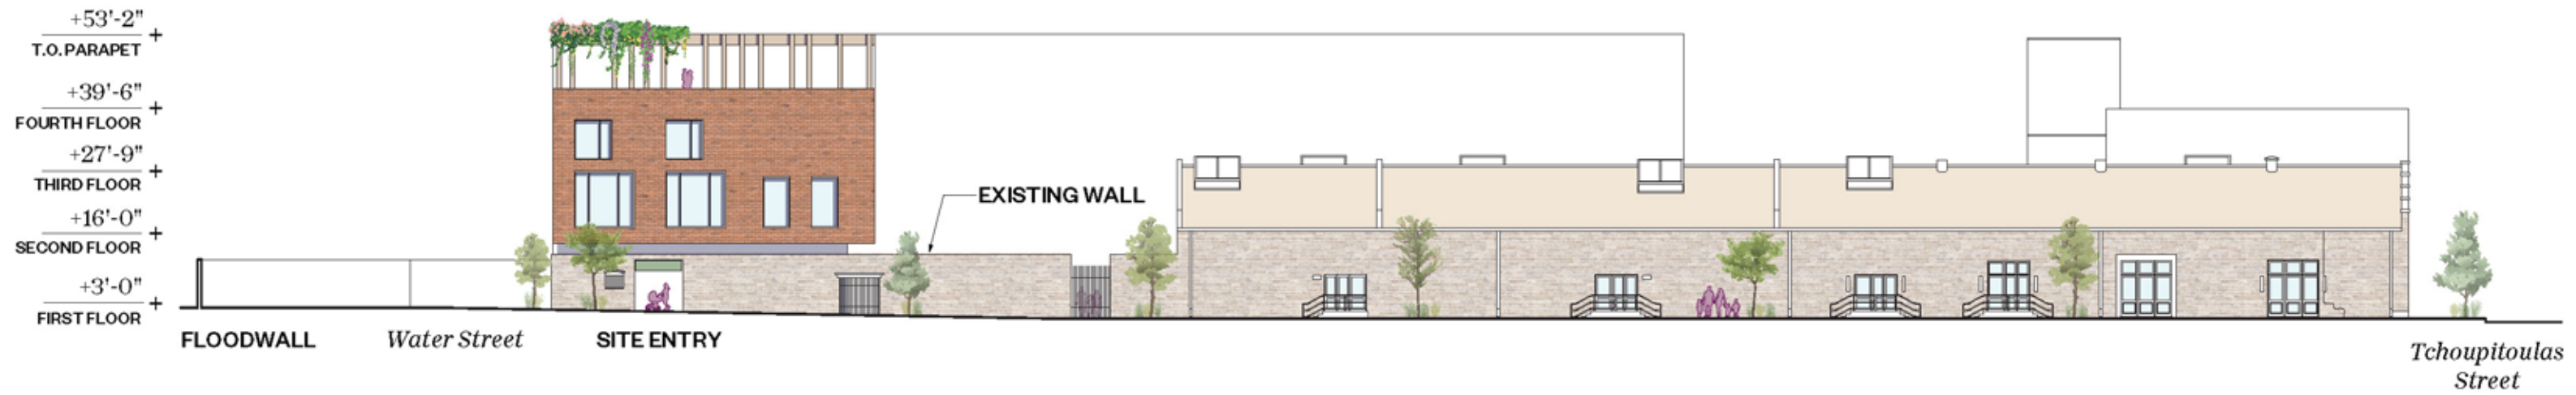 +53'-2"
T.O. PARAPET
+39'-6"
FOURTH FLOOR
+27'-9"
THIRD FLOOR
+16'-0"
SECOND FLOOR
+3'-0"
FIRST FLOOR
EXISTING WALL
FLOODWALL
Water Street
SITE ENTRY
Tchoupitoulas
Street